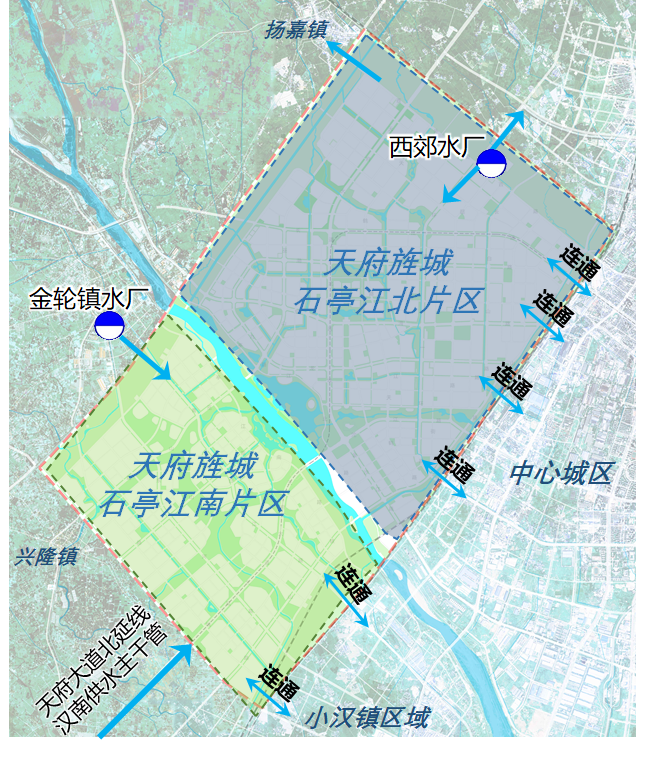 扬嘉镇
西郊水厂
连通
天府旌城
石亭江北片区
金轮镇水厂
连通
连通
连通
中心城区
天府旌城
石亭江南片区
兴隆镇
连通
天府大道北延线
汉南供水主干管
连通
小汉镇区域